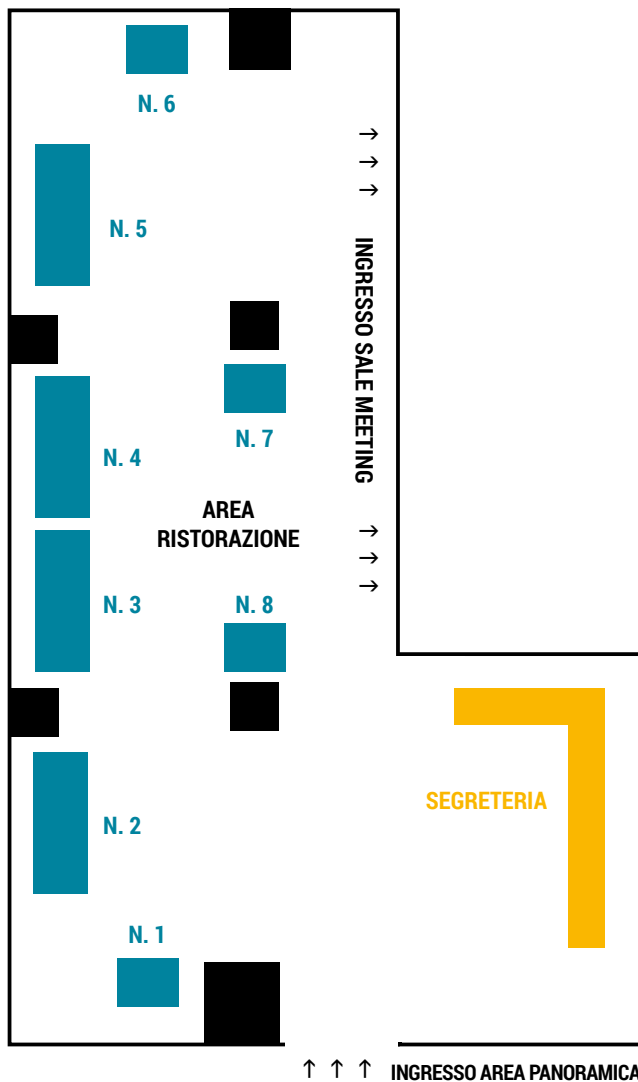 N. 6
→
→
→
N. 5
INGRESSO SALE MEETING
N. 7
N. 4
AREA
RISTORAZIONE
→
→
→
N. 3
N. 8
SEGRETERIA
N. 2
N. 1
↑ ↑ ↑ INGRESSO AREA PANORAMICA